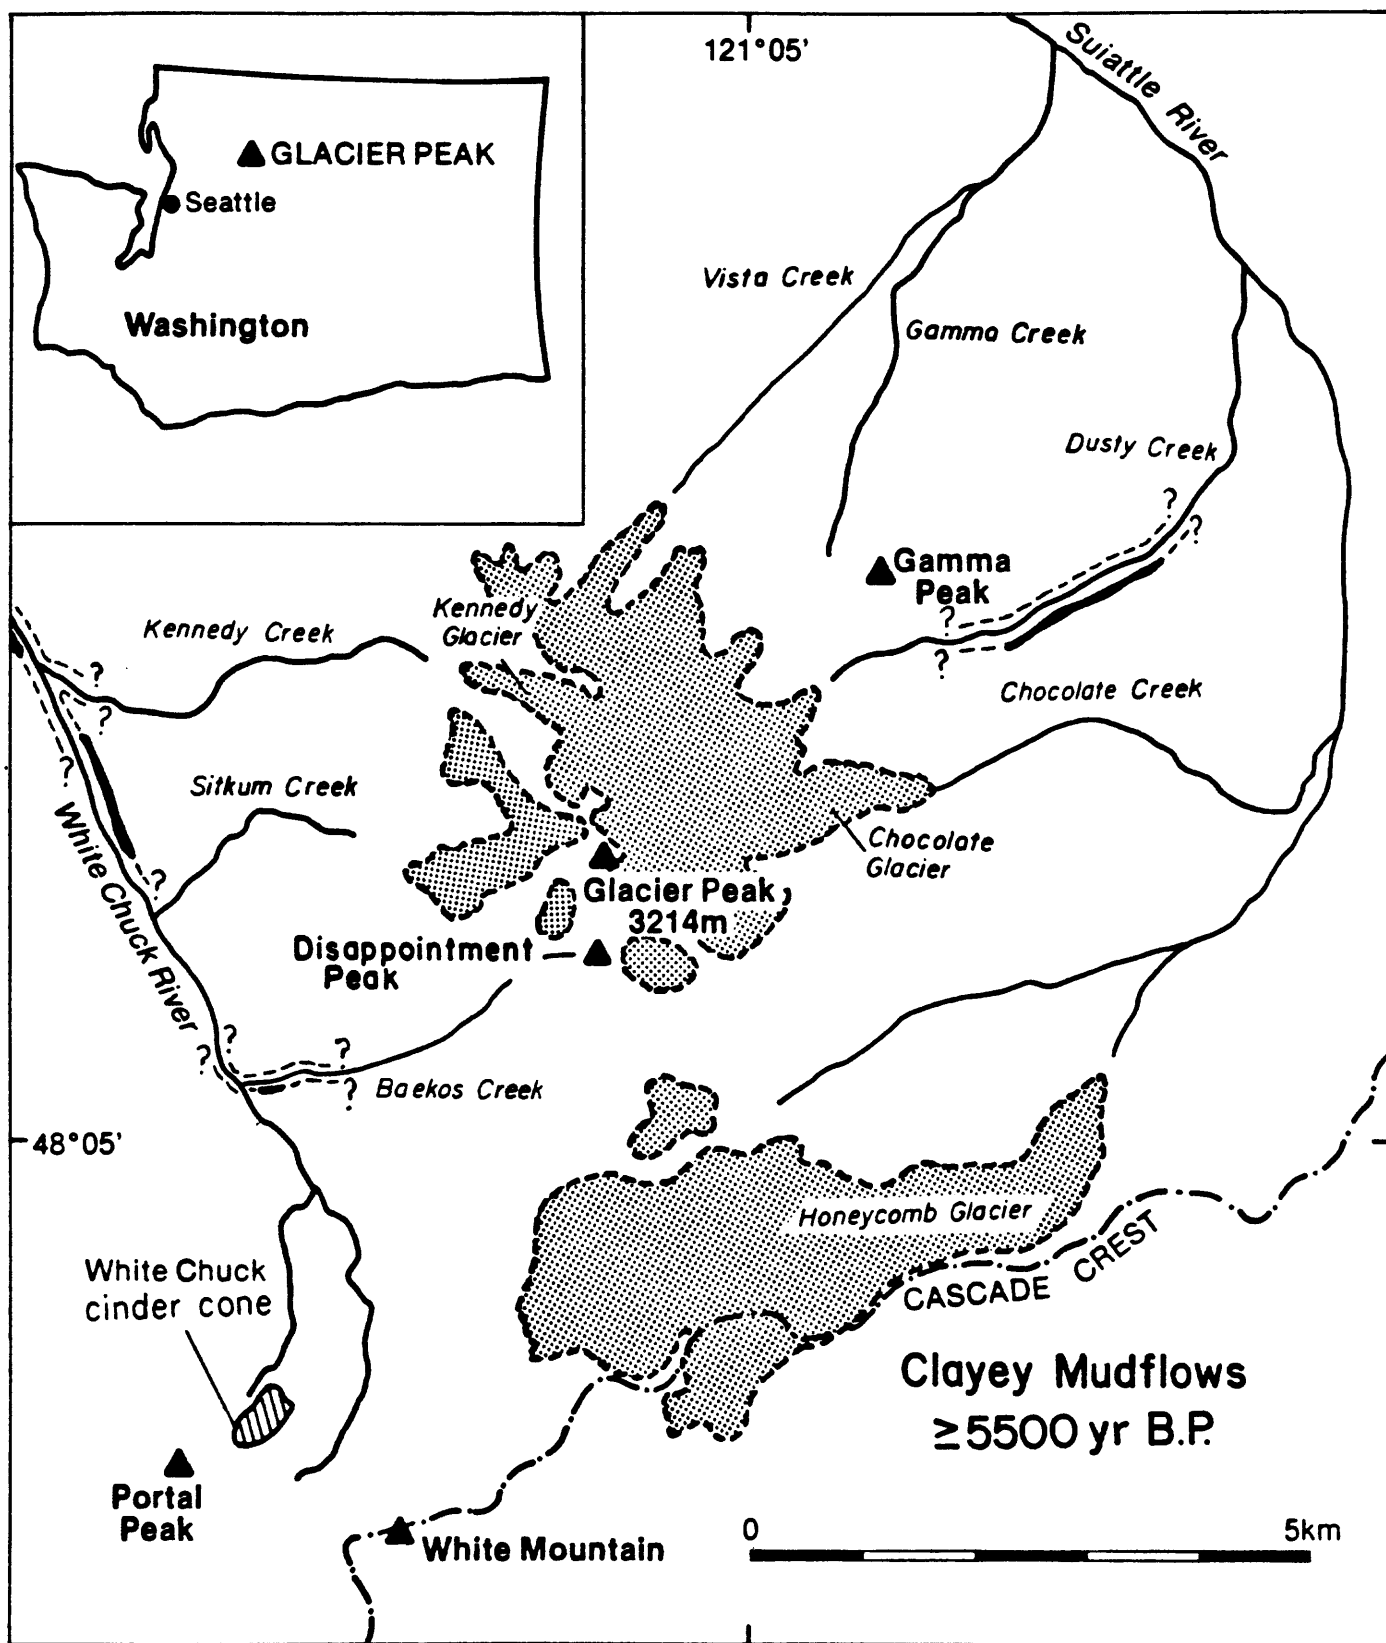 121°05'
Suiattle River
GLACIER PEAK
Seattle
Washington
Vista Creek
Gamma Creek
Dusty Creek
?
?
Gamma
Peak
?
?
Kennedy
Glacier
Kennedy Creek
?
?
?
Chocolate Creek
Sitkum Creek
White Chuck River
?
Chocolate
Glacier
Glacier Peak
3214m
Disappointment
Peak
?
?
?
?
Baekos Creek
48°05'
Honeycomb Glacier
CASCADE CREST
White Chuck
cinder cone
Clayey Mudflows
≥5500 yr B.P.
Portal
Peak
White Mountain
0 5km